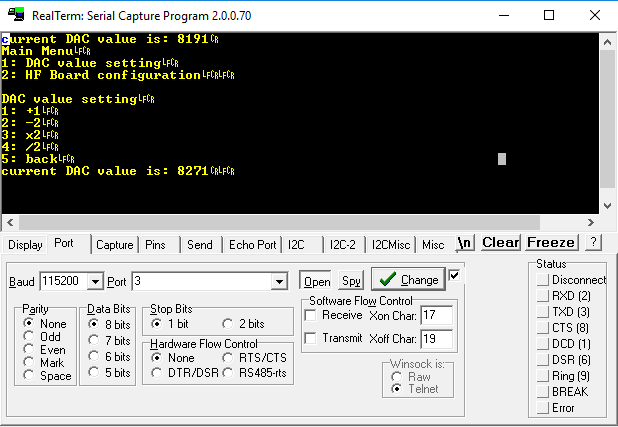 RealTerm: Serial Capture Program 2.0.0.70
current DAC value is: 8191CR
Main MenuLFCR
1: DAC value settingLFCR
2: HF Board configurationLFCRLFCR
DAC value settingLFCR
1: +1LFCR
2: -2LFCR
3: x2LFCR
4: /2LFCR
5: backLFCR
current DAC value is: 8271CRLFCR
Display Port Capture Pins Send Echo Port I2C I2C-2 I2CMisc Misc \n Clear Freeze ?
Baud 115200 Port 3 Open Spy Change
Parity
None
Odd
Even
Mark
Space
Data Bits
8 bits
7 bits
6 bits
5 bits
Stop Bits
1 bit 2 bits
Hardware Flow Control
None RTS/CTS
DTR/DSR RS485-rts
Software Flow Control
Receive Xon Char: 17
Transmit Xoff Char: 19
Winsock is:
Raw
Telnet
Status
Disconnect
RXD (2)
TXD (3)
CTS (8)
DCD (1)
DSR (6)
Ring (9)
BREAK
Error